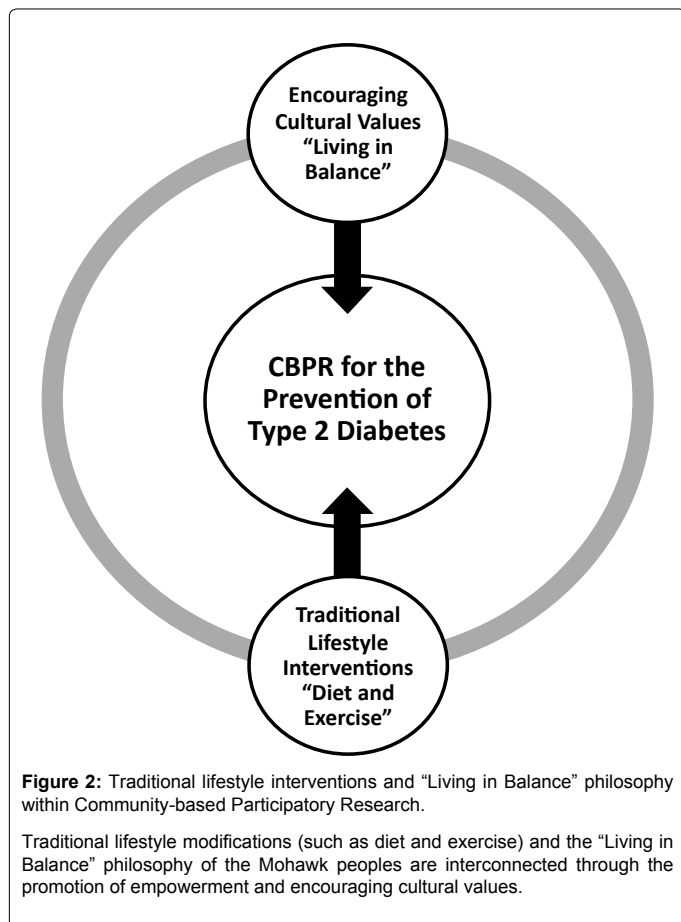 Encouraging
Cultural Values
“Living in
Balance”
CBPR for the
Prevention of
Type 2 Diabetes
Traditional
Lifestyle
Interventions
“Diet and
Exercise”
Figure 2: Traditional lifestyle interventions and “Living in Balance” philosophy
within Community-based Participatory Research.
Traditional lifestyle modifications (such as diet and exercise) and the “Living in
Balance” philosophy of the Mohawk peoples are interconnected through the
promotion of empowerment and encouraging cultural values.